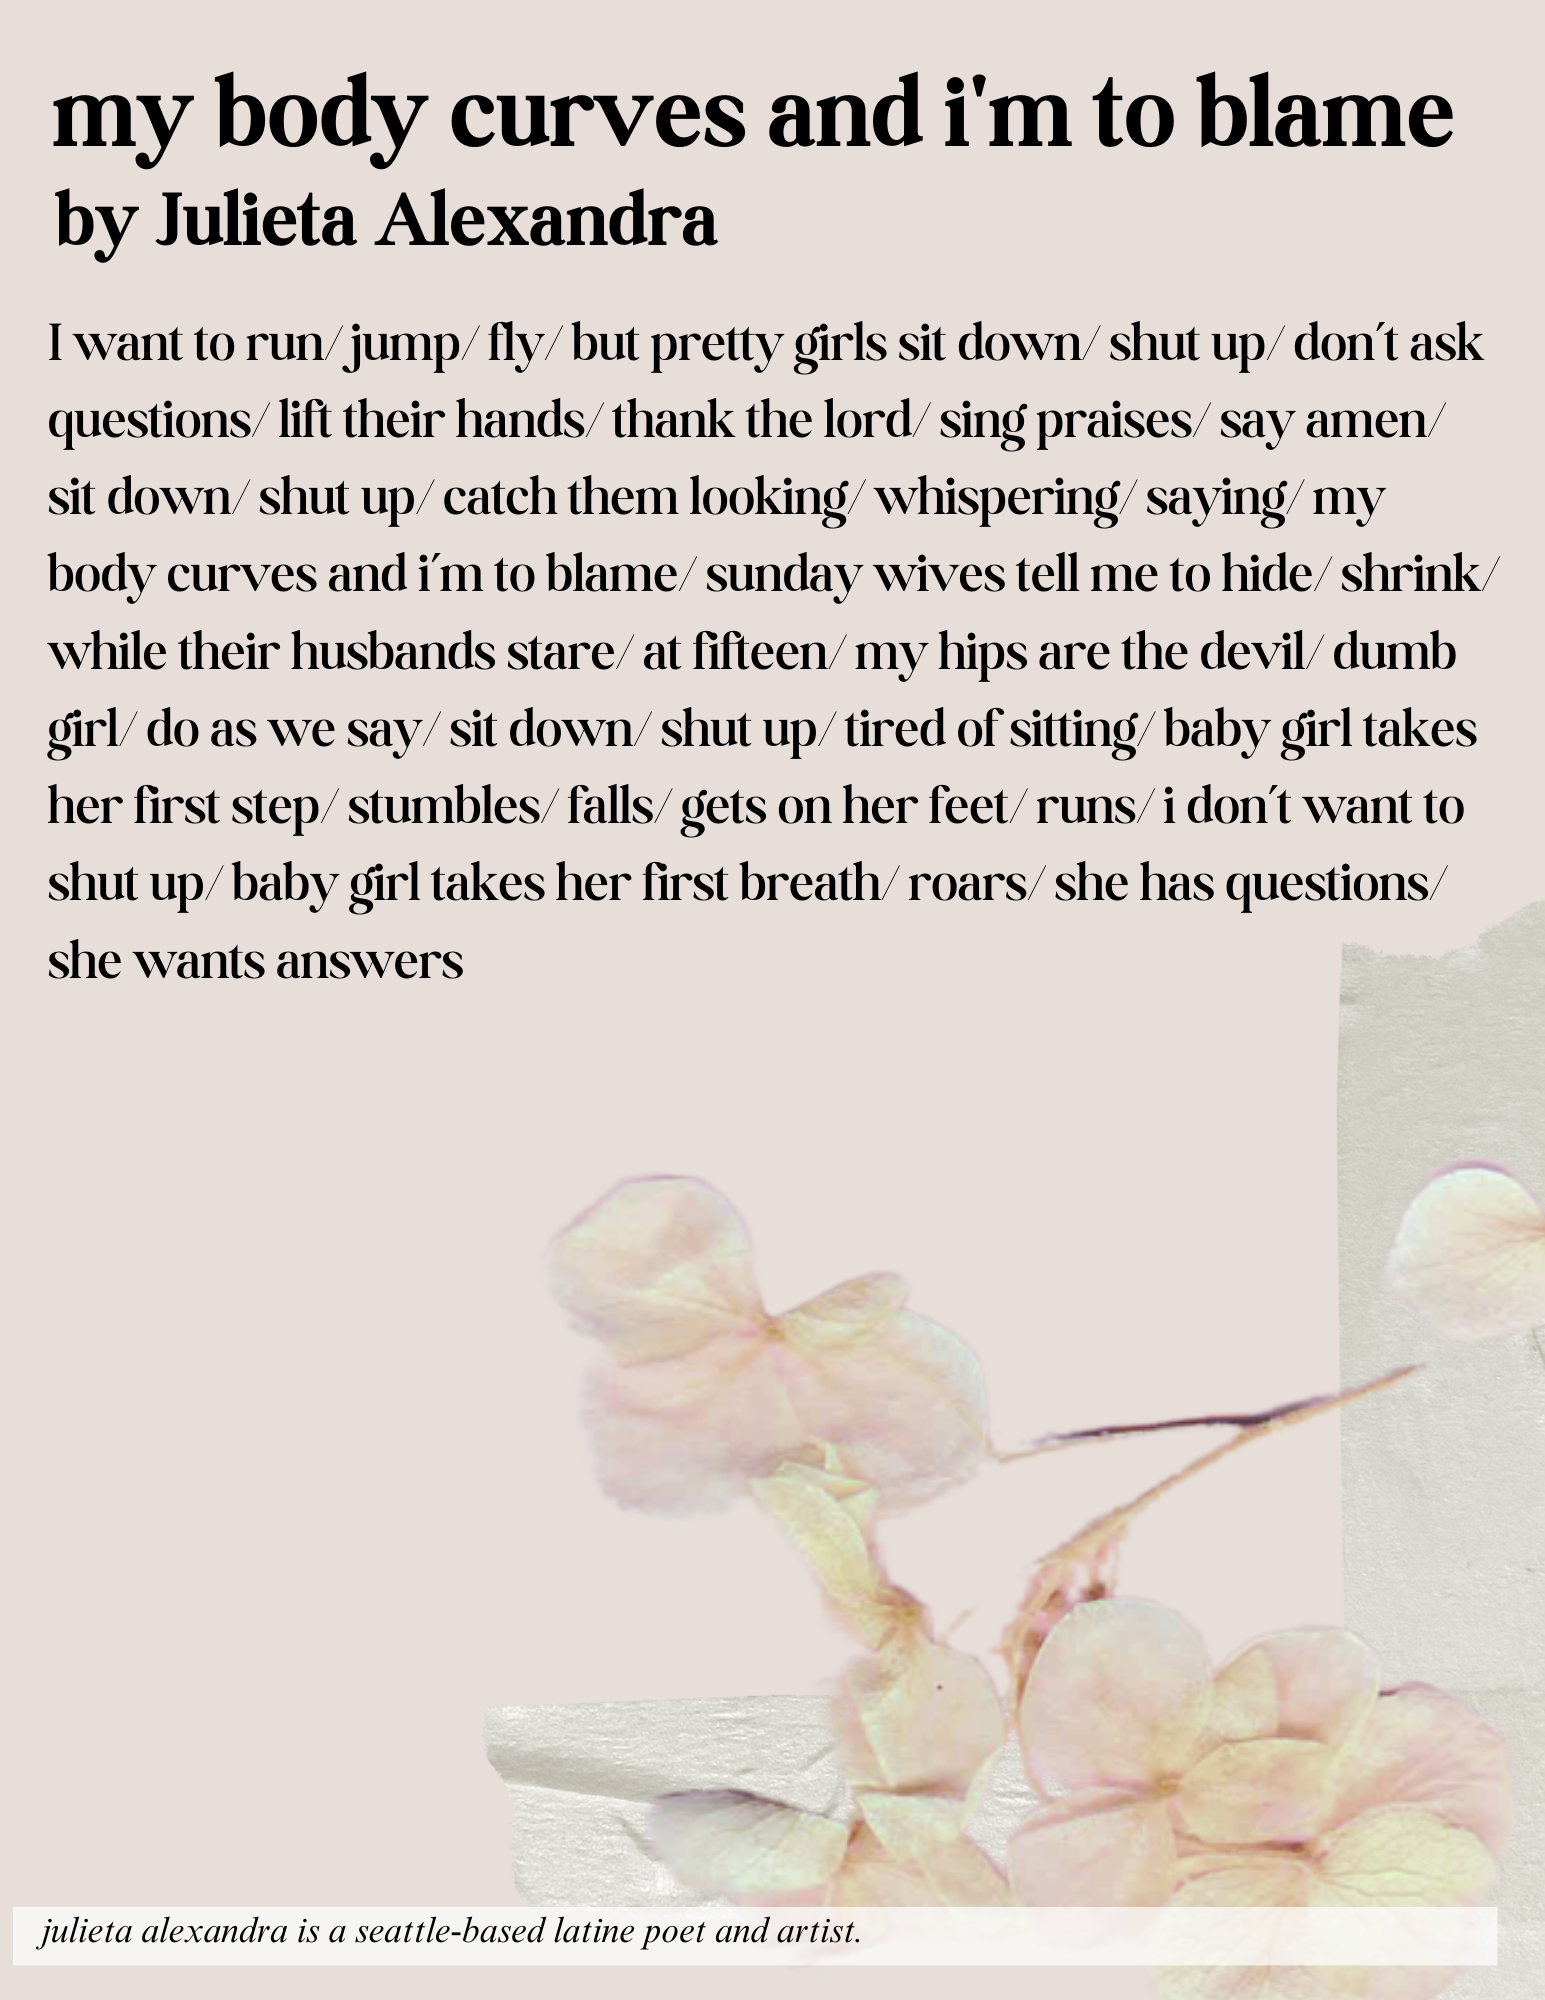 my body curves and i'm to blame
by Julieta Alexandra
I want to run/ jump/ fly/ but pretty girls sit down/ shut up/ don´t ask
questions/ lift their hands/ thank the lord/ sing praises/ say amen/
sit down/ shut up/ catch them looking/ whispering/ saying/ my
body curves and i´m to blame/ sunday wives tell me to hide/ shrink/
while their husbands stare/ at fifteen/ my hips are the devil/ dumb
girl/ do as we say/ sit down/ shut up/ tired of sitting/ baby girl takes
her first step/ stumbles/ falls/ gets on her feet/ runs/ i don´t want to
shut up/ baby girl takes her first breath/ roars/ she has questions/
she wants answers
julieta alexandra is a seattle-based latine poet and artist.